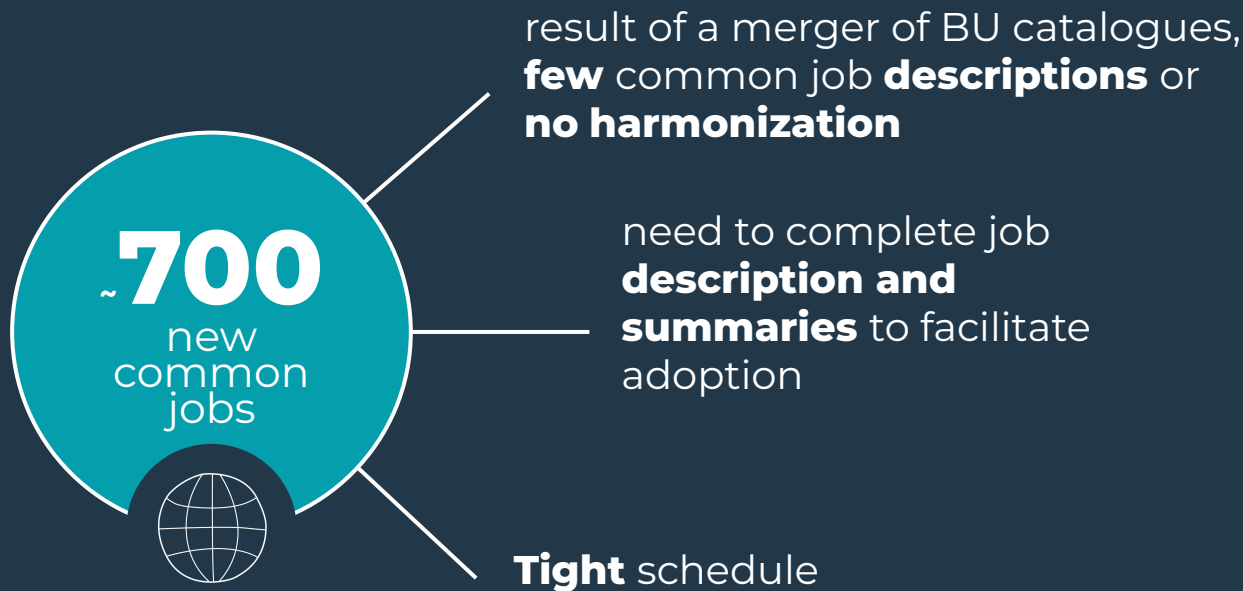 result of a merger of BU catalogues,
few common job descriptions or
no harmonization
~700
new
common
jobs
need to complete job
description and
summaries to facilitate
adoption
Tight schedule